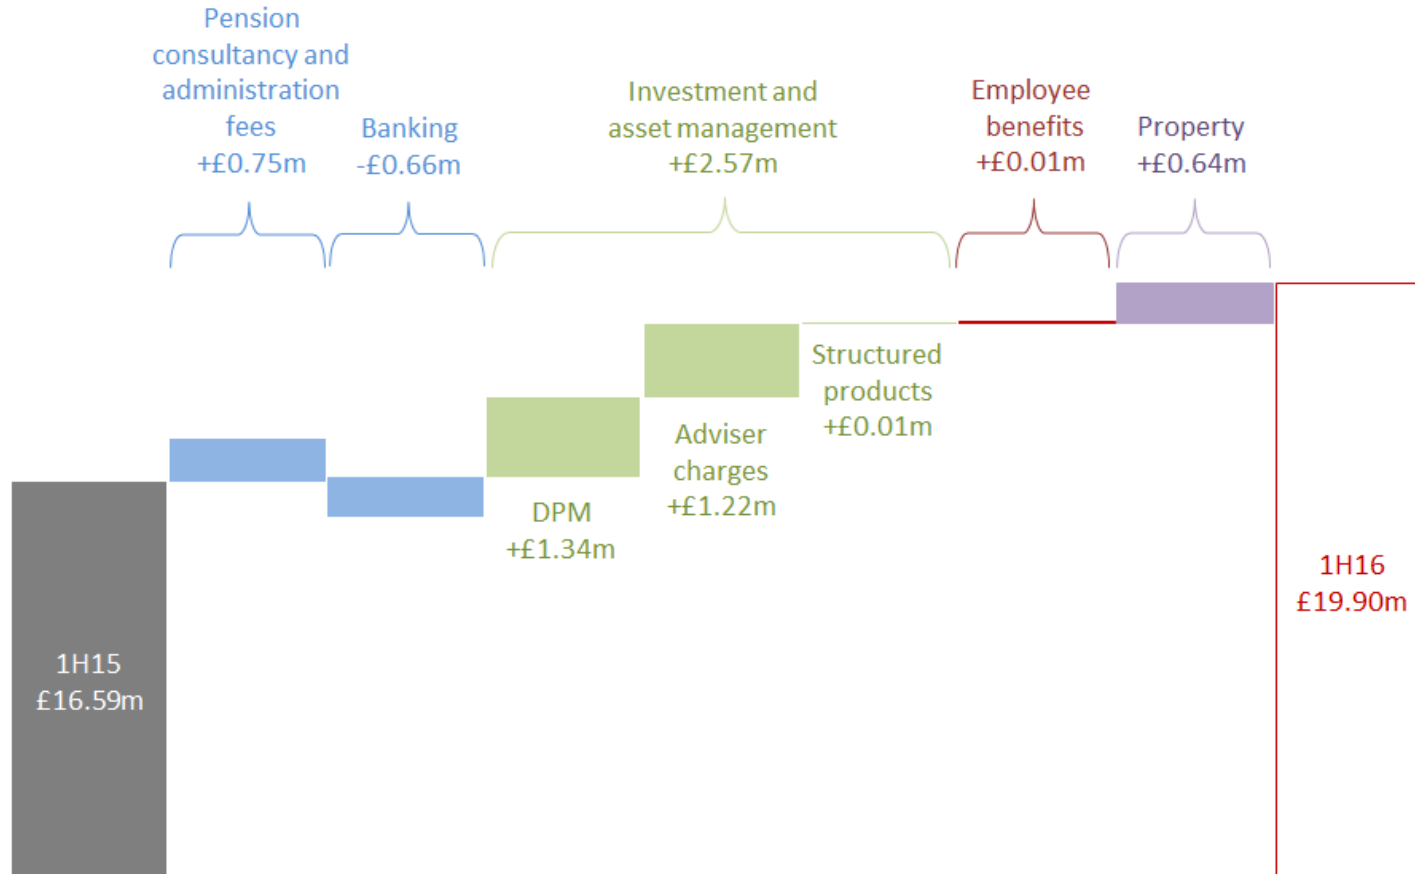 Pension
consultancy and
administration
fees
+£0.75m
Banking
-£0.66m
Investment and
asset management
+£2.57m
Employee
benefits
+£0.01m
Property
+£0.64m
Structured
products
+£0.01m
Adviser
charges
+£1.22m
DPM
+£1.34m
1H16
£19.90m
1H15
£16.59m